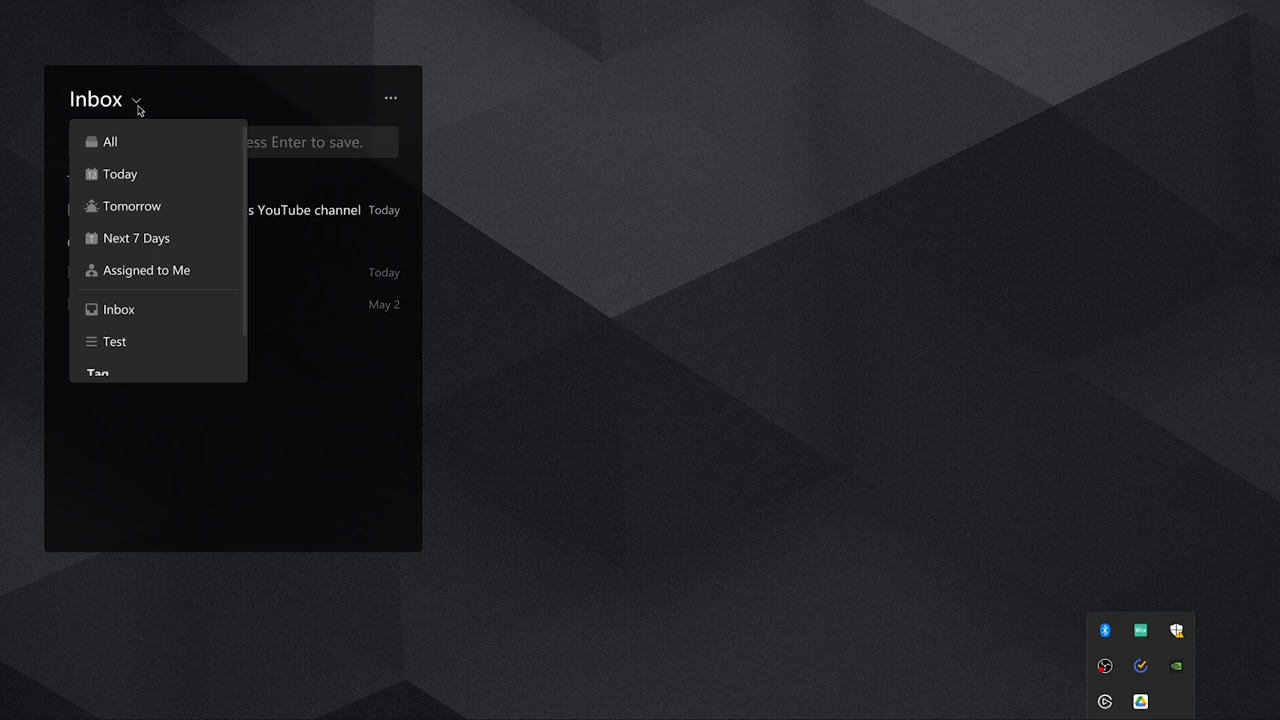 Inbox
All
ess Enter to save.
Today
Tomorrow
s YouTube channel Today
Next 7 Days
Assigned to Me
Today
Inbox
May 2
Test
Tag